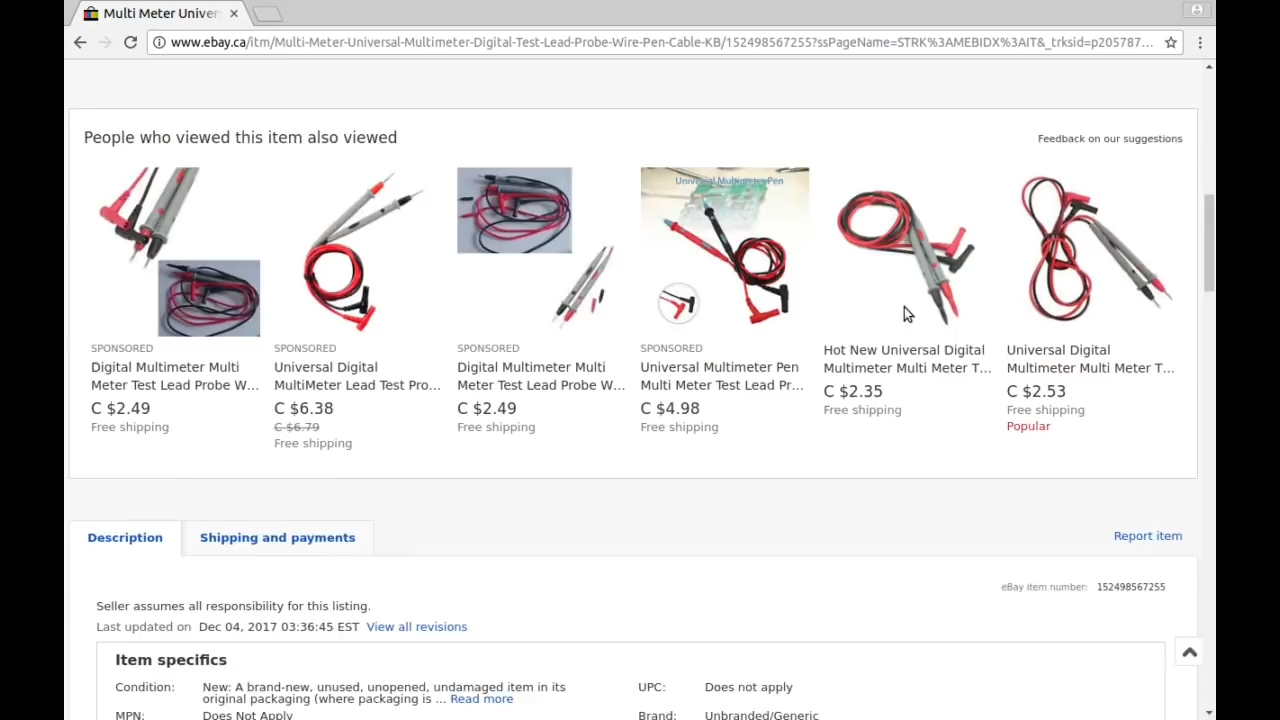 Multi Meter Univer
www.ebay.ca/itm/Multi-Meter-Universal-Multimeter-Digital-Test-Lead-Probe-Wire-Pen-Cable-KB/152498567255?ssPageName=STRK%3AMEBIDX%3AIT&_trksid=p205787...
People who viewed this item also viewed
Feedback on our suggestions
Universal Multimeter Pen
SPONSORED
Digital Multimeter Multi
Meter Test Lead Probe W...
C $2.49
Free shipping
SPONSORED
Universal Digital
MultiMeter Lead Test Pro...
C $6.38
C $6.79
Free shipping
SPONSORED
Digital Multimeter Multi
Meter Test Lead Probe W...
C $2.49
Free shipping
SPONSORED
Universal Multimeter Pen
Multi Meter Test Lead Pr...
C $4.98
Free shipping
Hot New Universal Digital
Multimeter Multi Meter T...
C $2.35
Free shipping
Universal Digital
Multimeter Multi Meter T...
C $2.53
Free shipping
Popular
Description
Shipping and payments
Report item
eBay item number: 152498567255
Seller assumes all responsibility for this listing.
Last updated on Dec 04, 2017 03:36:45 EST View all revisions
Item specifics
Condition: New: A brand-new, unused, unopened, undamaged item in its
original packaging (where packaging is ... Read more
UPC: Does not apply
MPN: Does Not Apply
Brand: Unbranded/Generic